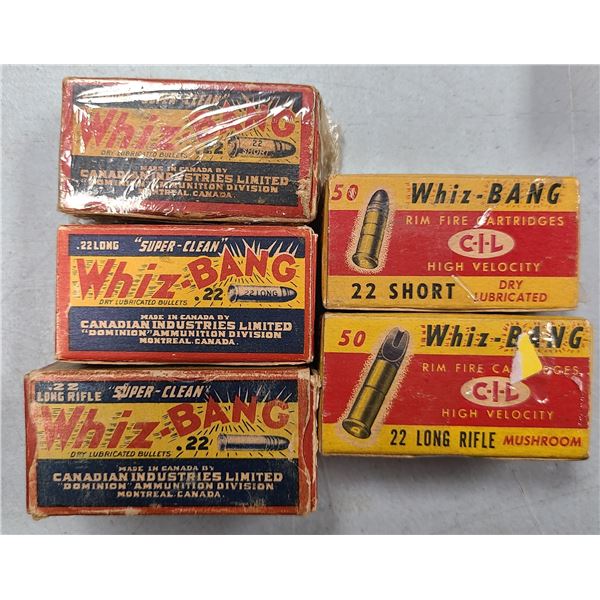 "SUPER-CLEAN"
Whiz-BANG
.22
22
SHORT
DRY LUBRICATED BULLETS
MADE IN CANADA BY
CANADIAN INDUSTRIES LIMITED
"DOMINION" AMMUNITION DIVISION
MONTREAL, CANADA.
.22 LONG "SUPER-CLEAN"
Whiz-BANG
.22
22 LONG
DRY LUBRICATED BULLETS
MADE IN CANADA BY
CANADIAN INDUSTRIES LIMITED
"DOMINION" AMMUNITION DIVISION
MONTREAL, CANADA.
.22
LONG RIFLE "SUPER-CLEAN"
Whiz-BANG
.22
DRY LUBRICATED BULLETS
MADE IN CANADA BY
CANADIAN INDUSTRIES LIMITED
"DOMINION" AMMUNITION DIVISION
MONTREAL, CANADA.
50 Whiz-BANG
RIM FIRE CARTRIDGES
C-I-L
HIGH VELOCITY
22 SHORT DRY
LUBRICATED
50 Whiz-BANG
RIM FIRE CARTRIDGES
C-I-L
HIGH VELOCITY
22 LONG RIFLE MUSHROOM